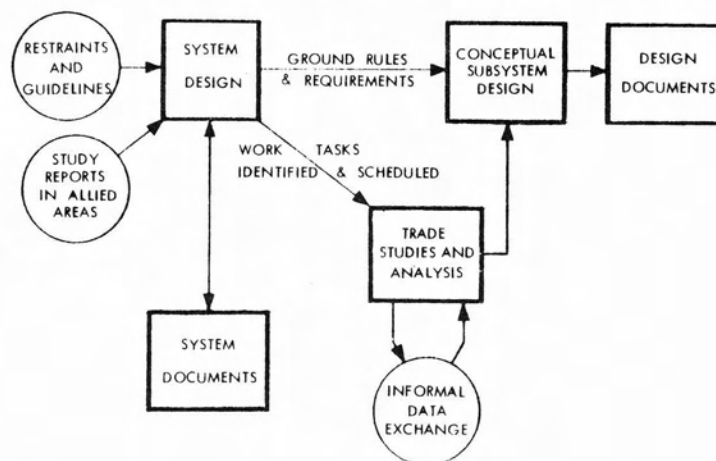 RESTRAINTS
AND
GUIDELINES
SYSTEM
DESIGN
GROUND RULES
& REQUIREMENTS
CONCEPTUAL
SUBSYSTEM
DESIGN
DESIGN
DOCUMENTS
STUDY
REPORTS
IN ALLIED
AREAS
WORK TASKS
IDENTIFIED & SCHEDULED
TRADE
STUDIES AND
ANALYSIS
SYSTEM
DOCUMENTS
INFORMAL
DATA
EXCHANGE